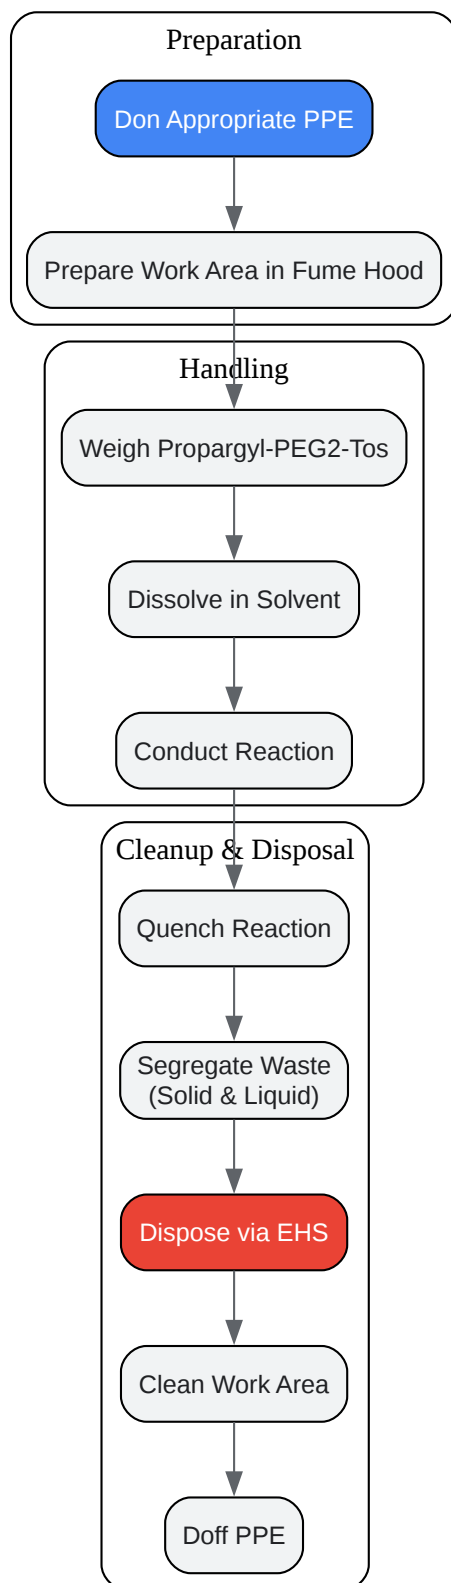 Preparation
Don Appropriate PPE
Prepare Work Area in Fume Hood
Handling
Weigh Propargyl-PEG2-Tos
Dissolve in Solvent
Conduct Reaction
Cleanup & Disposal
Quench Reaction
Segregate Waste
(Solid & Liquid)
Dispose via EHS
Clean Work Area
Doff PPE